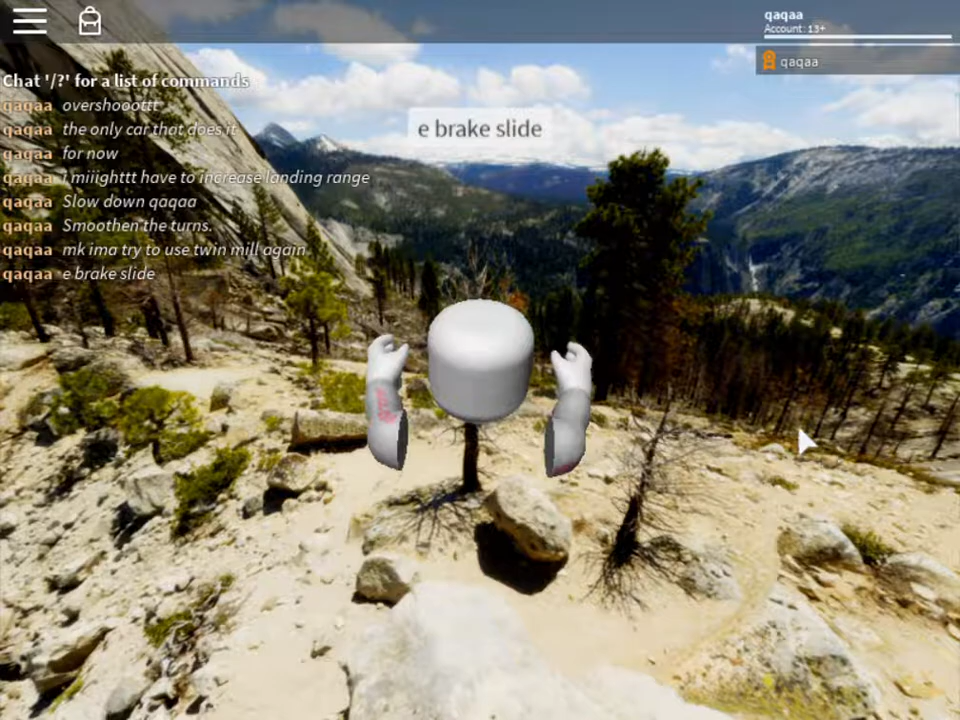 qaqaa
Account: 13+
qaqaa
Chat '/?' for a list of commands
qaqaa overshooottt
qaqaa the only car that does it
qaqaa for now
qaqaa i miiighttt have to increase landing range
qaqaa Slow down qaqaa
qaqaa Smoothen the turns.
qaqaa mk ima try to use twin mill again
qaqaa e brake slide
e brake slide